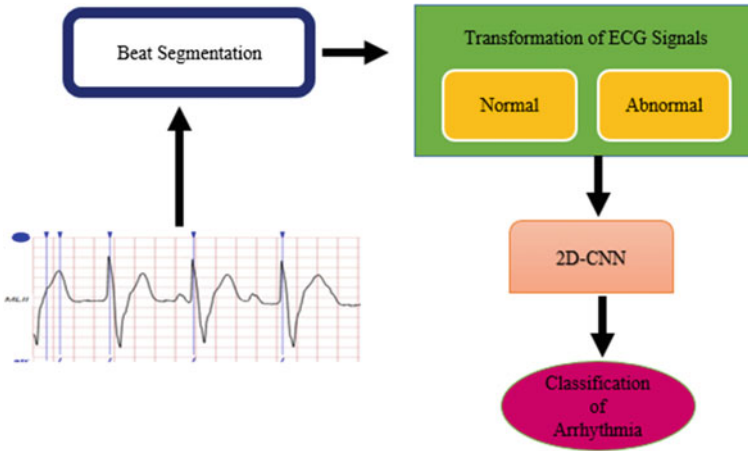 Beat Segmentation
Transformation of ECG Signals
Normal
Abnormal
2D-CNN
Classification
of
Arrhythmia